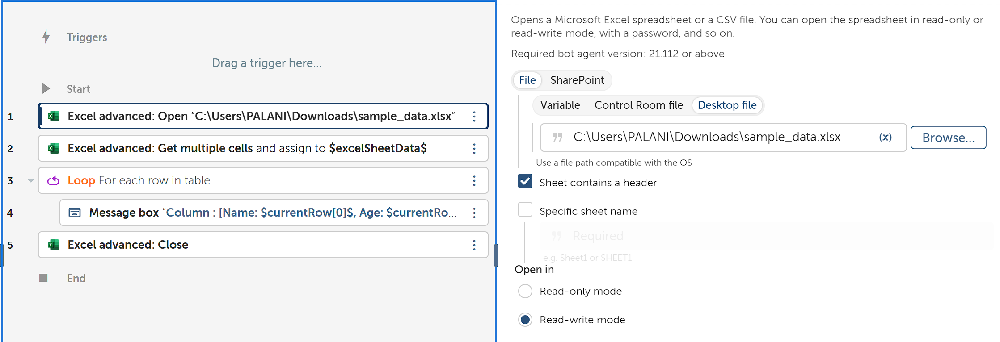 Triggers
Drag a trigger here...
Start
1 Excel advanced: Open “C:\Users\PALANI\Downloads\sample_data.xlsx”
2 Excel advanced: Get multiple cells and assign to $excelSheetData$
3 Loop For each row in table
4 Message box “Column : [Name: $currentRow[0]$, Age: $currentRo...
5 Excel advanced: Close
End
Opens a Microsoft Excel spreadsheet or a CSV file. You can open the spreadsheet in read-only or
read-write mode, with a password, and so on.
Required bot agent version: 21.112 or above
File SharePoint
Variable Control Room file Desktop file
C:\Users\PALANI\Downloads\sample_data.xlsx (x) Browse...
Use a file path compatible with the OS
Sheet contains a header
Specific sheet name
Required
e.g. Sheet1 or SHEET1
Open in
Read-only mode
Read-write mode